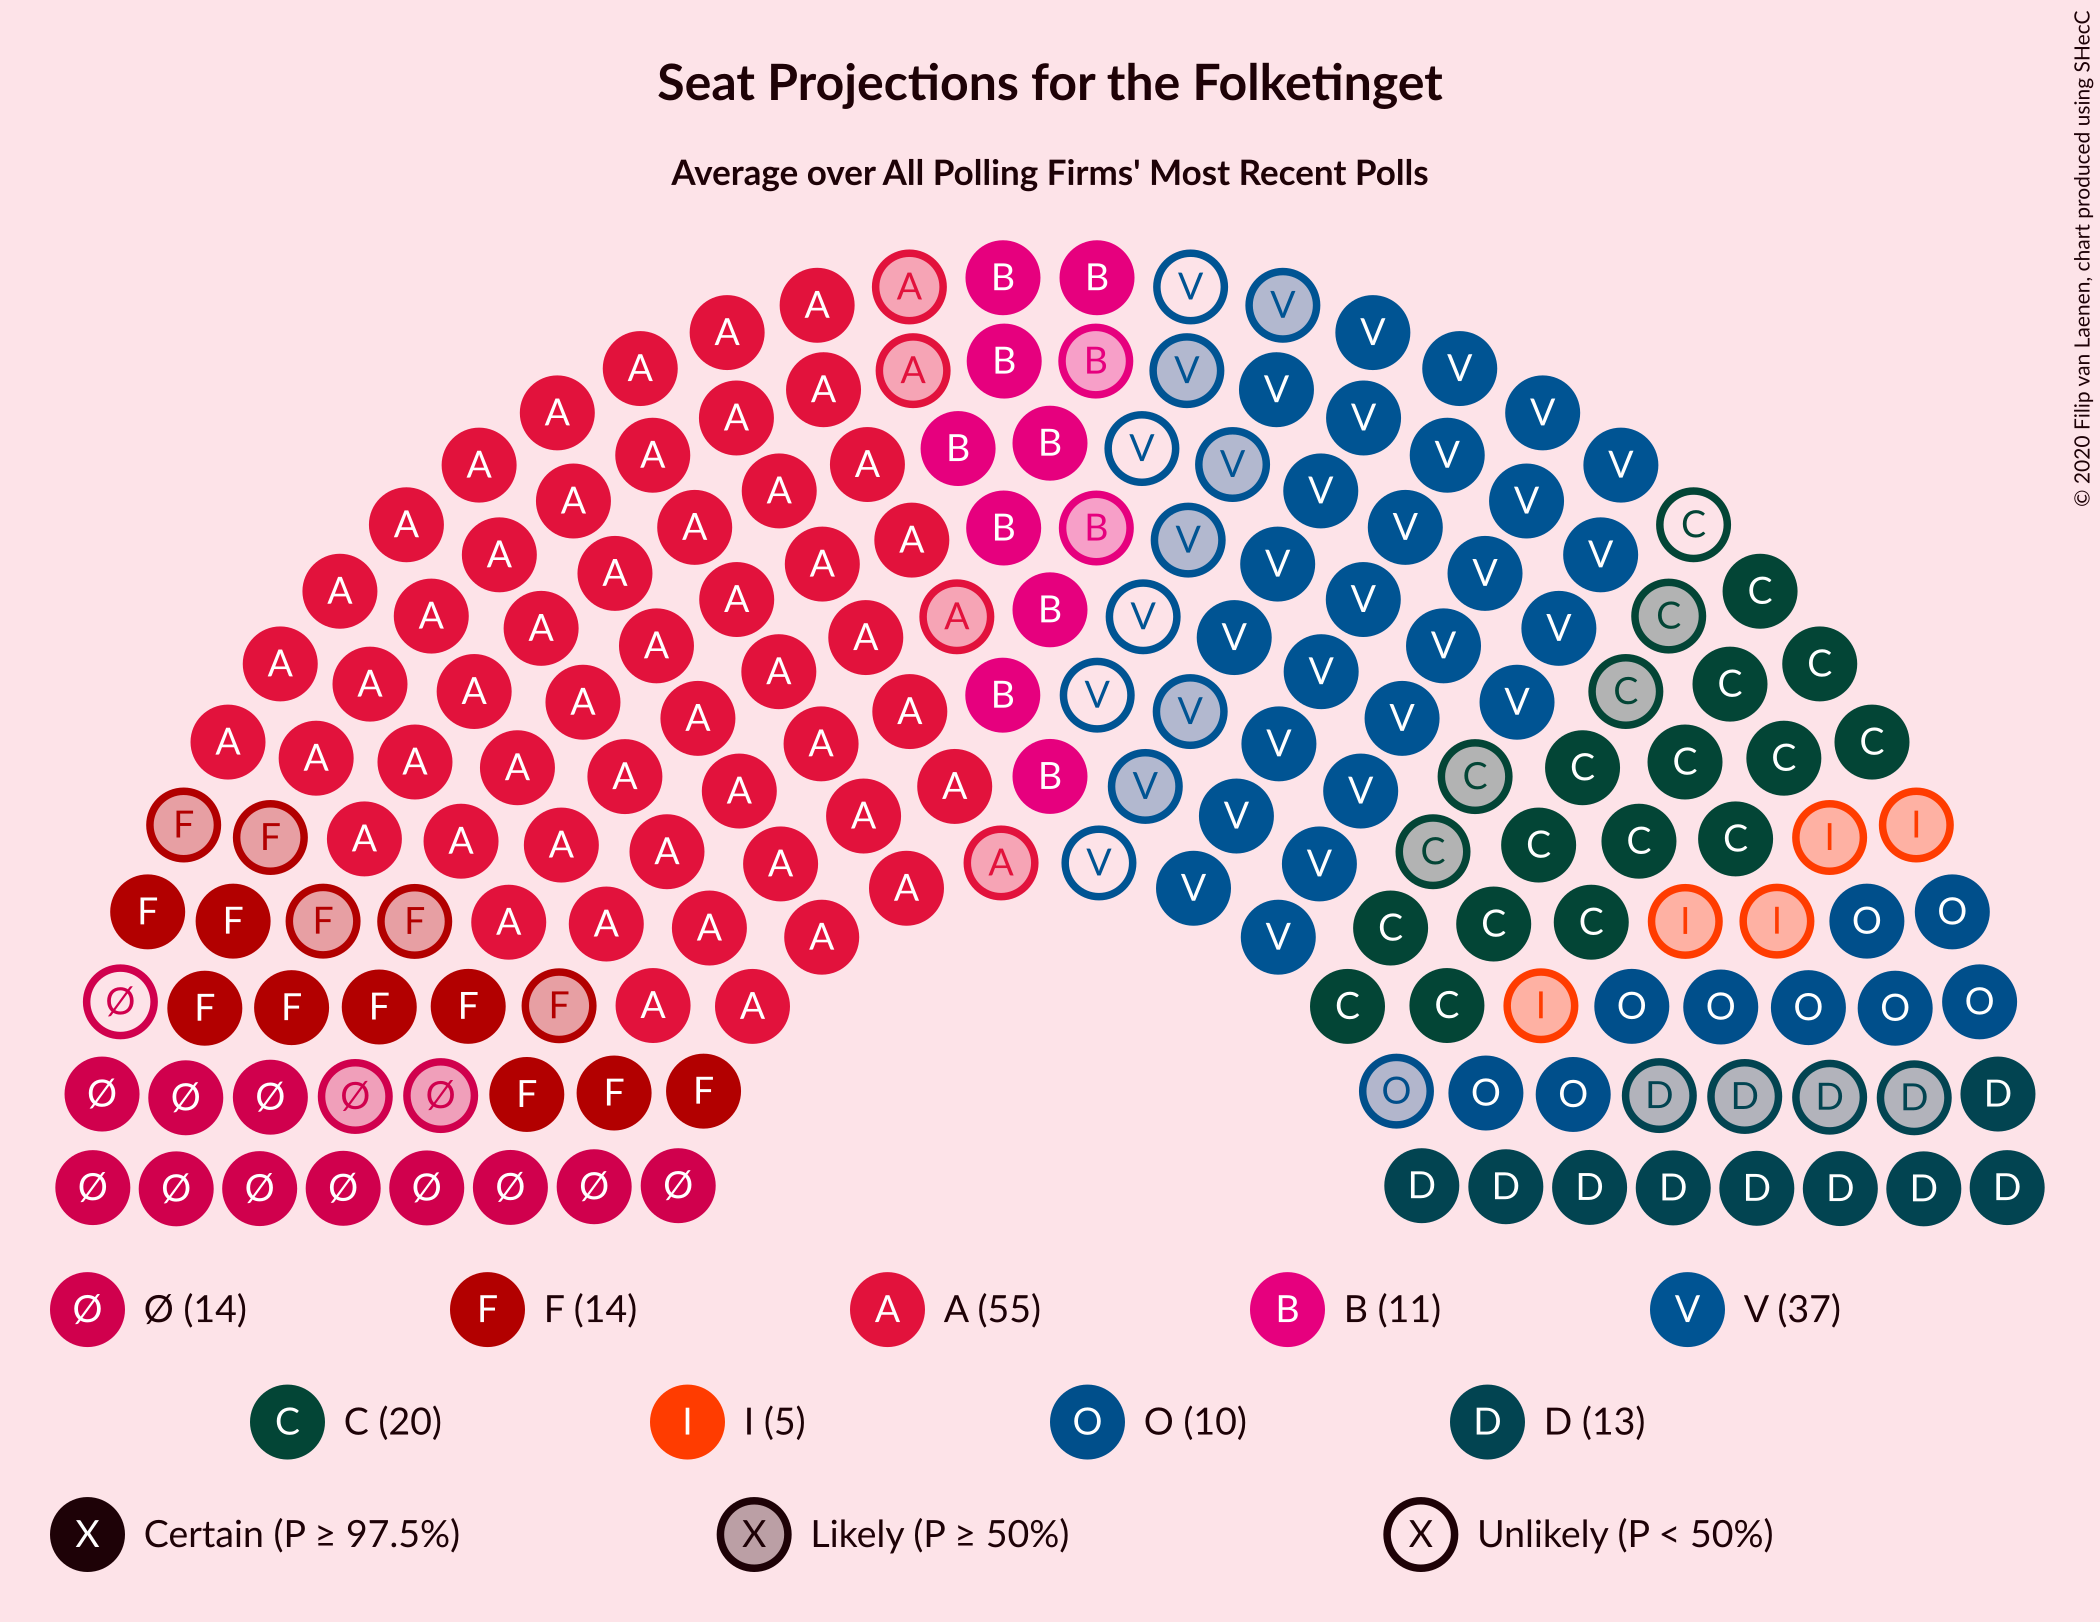 © 2020 Filip van Laenen, chart produced using SHecC
Seat Projections for the Folketinget
Average over All Polling Firms' Most Recent Polls
A A B B V V
A V
A A B B V V
A V
A A V V
A A A B B V V V V
A A V V
A A A B B V V C
A A A V V V
A A V C
A A A A B V V V C
A A A V V C
A A A A A B V V V V C C
A A A A A V C C C C
A A A B V V C
F F A A A A A A A V V V C C C C I I
F F F F A A A A A V V C C C I I O O
Ø F F F F F A A C C I O O O O O
Ø Ø Ø Ø Ø F F F O O O D D D D D
Ø Ø Ø Ø Ø Ø Ø Ø D D D D D D D D
Ø Ø (14) F F (14) A A (55) B B (11) V V (37)
C C (20) I I (5) O O (10) D D (13)
X Certain (P ≥ 97.5%) X Likely (P ≥ 50%) X Unlikely (P < 50%)